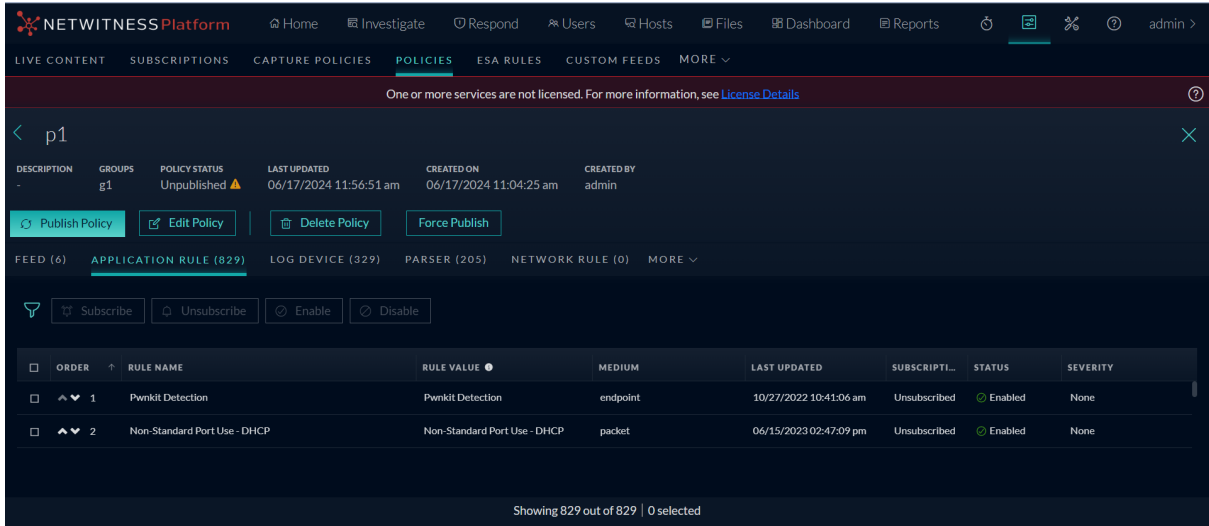 NETWITNESS Platform Home Investigate Respond Users Hosts Files Dashboard Reports admin >
LIVE CONTENT SUBSCRIPTIONS CAPTURE POLICIES POLICIES ESA RULES CUSTOM FEEDS MORE
One or more services are not licensed. For more information, see License Details
p1
DESCRIPTION GROUPS POLICY STATUS LAST UPDATED CREATED ON CREATED BY
- g1 Unpublished 06/17/2024 11:56:51 am 06/17/2024 11:04:25 am admin
Publish Policy Edit Policy Delete Policy Force Publish
FEED (6) APPLICATION RULE (829) LOG DEVICE (329) PARSER (205) NETWORK RULE (0) MORE
Subscribe Unsubscribe Enable Disable
ORDER RULE NAME RULE VALUE MEDIUM LAST UPDATED SUBSCRIPTI... STATUS SEVERITY
1 Pwnkit Detection Pwnkit Detection endpoint 10/27/2022 10:41:06 am Unsubscribed Enabled None
2 Non-Standard Port Use - DHCP Non-Standard Port Use - DHCP packet 06/15/2023 02:47:09 pm Unsubscribed Enabled None
Showing 829 out of 829 | 0 selected